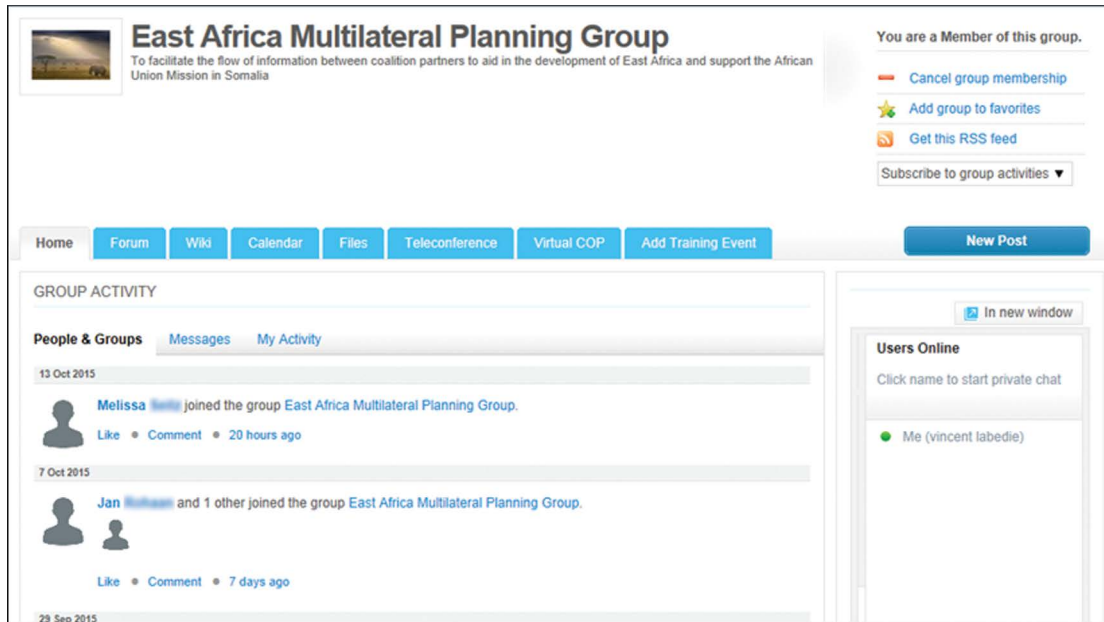 East Africa Multilateral Planning Group
To facilitate the flow of information between coalition partners to aid in the development of East Africa and support the African
Union Mission in Somalia
You are a Member of this group.
Cancel group membership
Add group to favorites
Get this RSS feed
Subscribe to group activities ▼
Home Forum Wiki Calendar Files Teleconference Virtual COP Add Training Event New Post
GROUP ACTIVITY
In new window
People & Groups Messages My Activity
Users Online
Click name to start private chat
Me (vincent labedie)
13 Oct 2015
Melissa joined the group East Africa Multilateral Planning Group.
Like • Comment • 20 hours ago
7 Oct 2015
Jan and 1 other joined the group East Africa Multilateral Planning Group.
Like • Comment • 7 days ago
29 Sep 2015